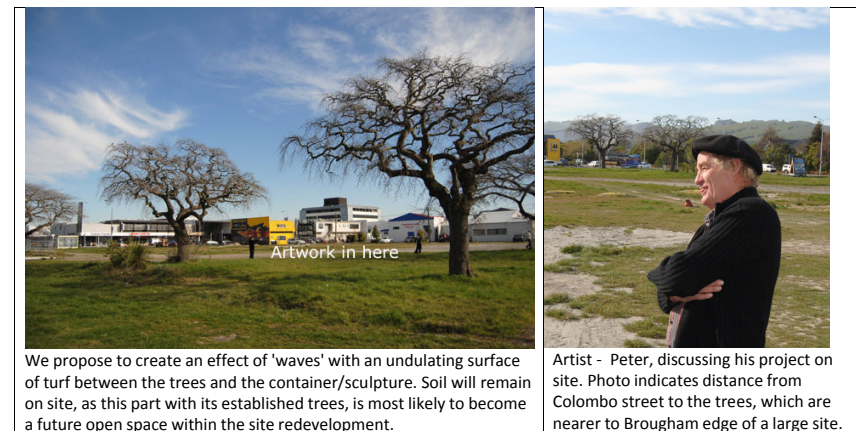 Artwork in here
We propose to create an effect of 'waves' with an undulating surface
of turf between the trees and the container/sculpture. Soil will remain
on site, as this part with its established trees, is most likely to become
a future open space within the site redevelopment.
Artist - Peter, discussing his project on
site. Photo indicates distance from
Colombo street to the trees, which are
nearer to Brougham edge of a large site.